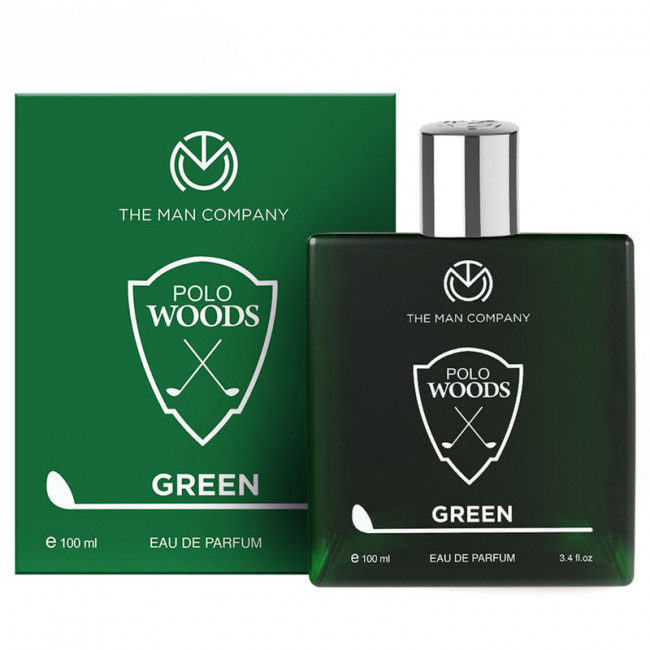 THE MAN COMPANY
POLO
WOODS
GREEN
e 100 ml EAU DE PARFUM
THE MAN COMPANY
POLO
WOODS
GREEN
e 100 ml EAU DE PARFUM 3.4 fl.oz